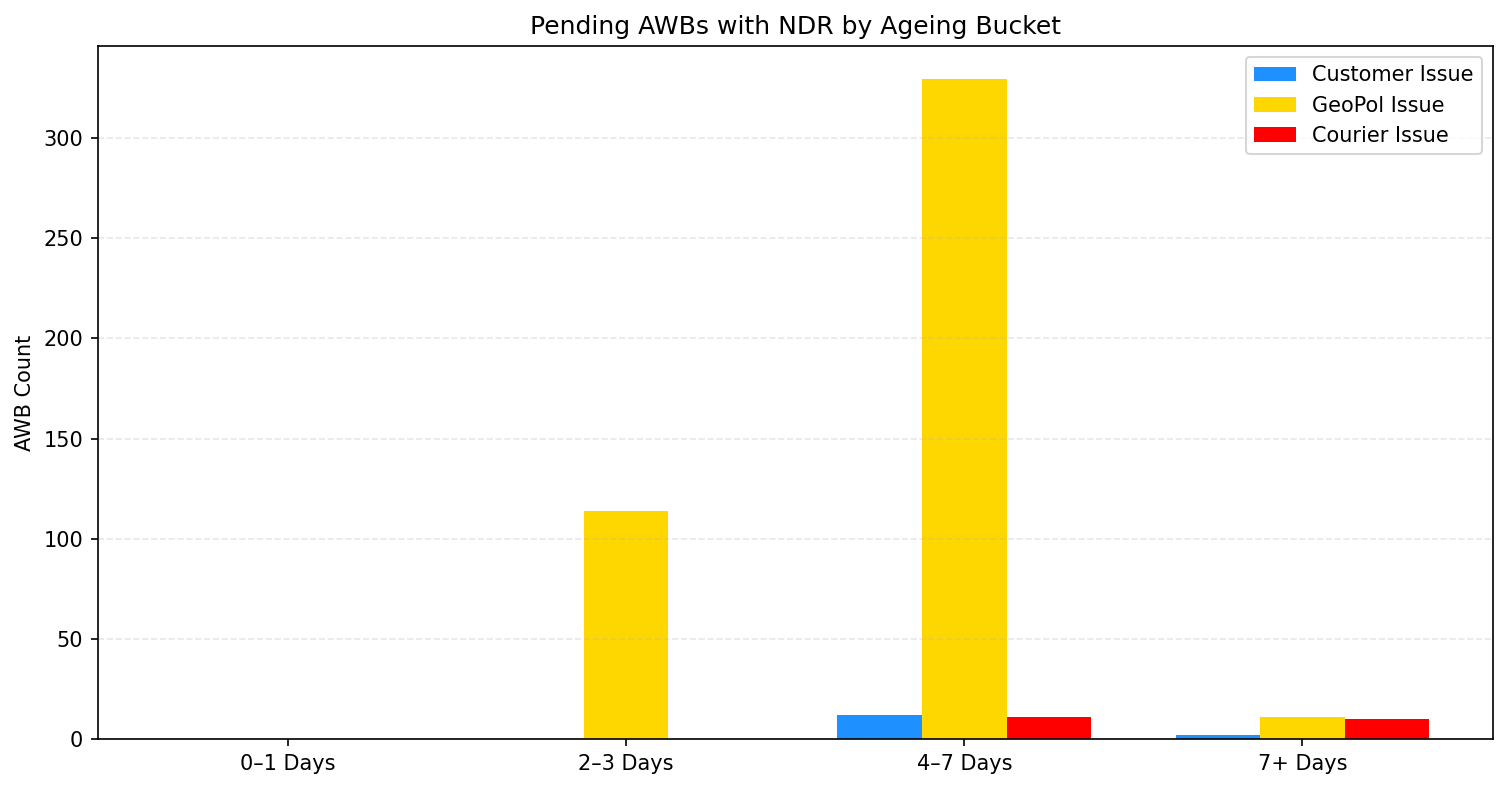 Pending AWBs with NDR by Ageing Bucket
Customer Issue
GeoPol Issue
Courier Issue
AWB Count
300
250
200
150
100
50
0
0–1 Days
2–3 Days
4–7 Days
7+ Days